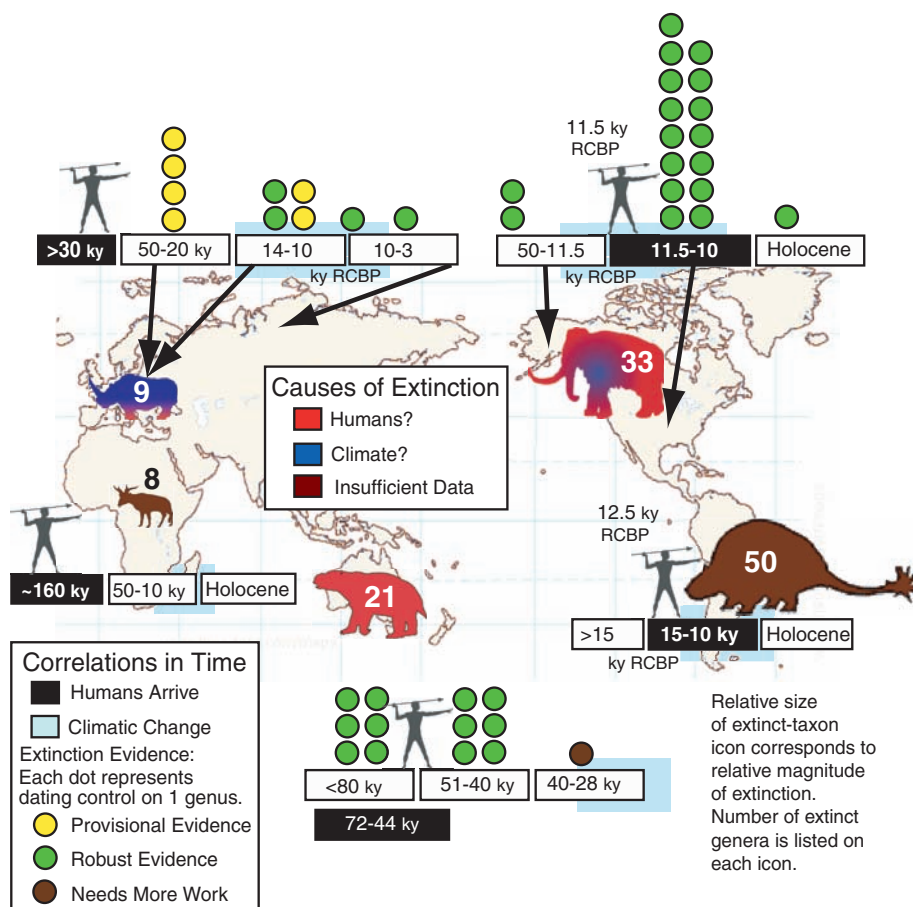 11.5 ky
RCBP
>30 ky
50-20 ky
14-10
10-3
ky RCBP
50-11.5
11.5-10
Holocene
ky RCBP
9
33
Causes of Extinction
Humans?
Climate?
Insufficient Data
8
12.5 ky
RCBP
50
~160 ky
50-10 ky
Holocene
21
>15
15-10 ky
Holocene
ky RCBP
Correlations in Time
Humans Arrive
Climatic Change
Extinction Evidence:
Each dot represents
dating control on 1 genus.
Provisional Evidence
Robust Evidence
Needs More Work
<80 ky
51-40 ky
40-28 ky
72-44 ky
Relative size
of extinct-taxon
icon corresponds to
relative magnitude
of extinction.
Number of extinct
genera is listed on
each icon.